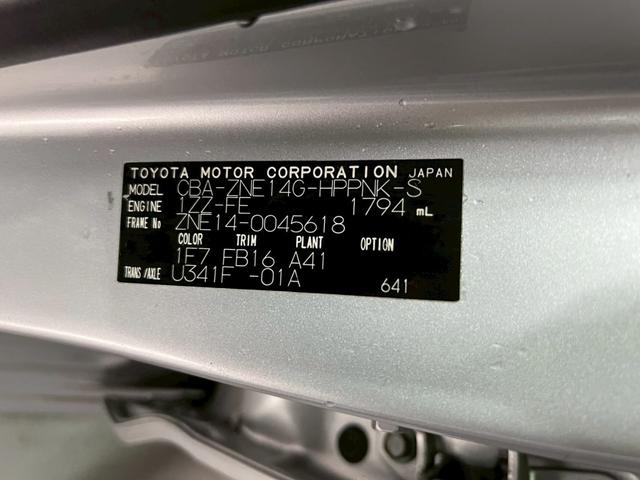 TOYOTA MOTOR CORPORATION JAPAN
MODEL CBA-ZNE14G-HPPNK-S
ENGINE 1ZZ-FE 1794 mL
FRAME No ZNE14-0045618
COLOR TRIM PLANT OPTION
1F7 FB16 A41
TRANS/AXLE U341F -01A
641